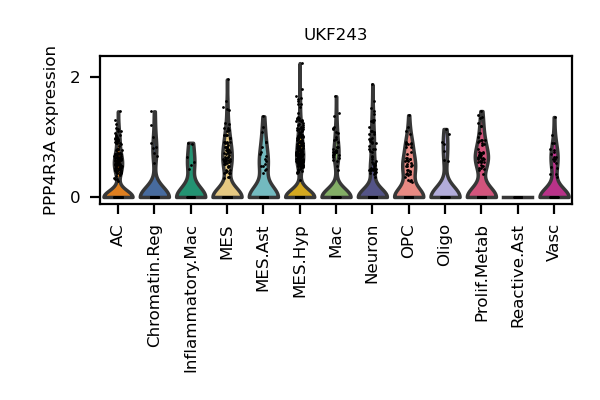 UKF243
PPP4R3A expression
2
0
AC
Chromatin.Reg
Inflammatory.Mac
MES
MES.Ast
MES.Hyp
Mac
Neuron
OPC
Oligo
Prolif.Metab
Reactive.Ast
Vasc